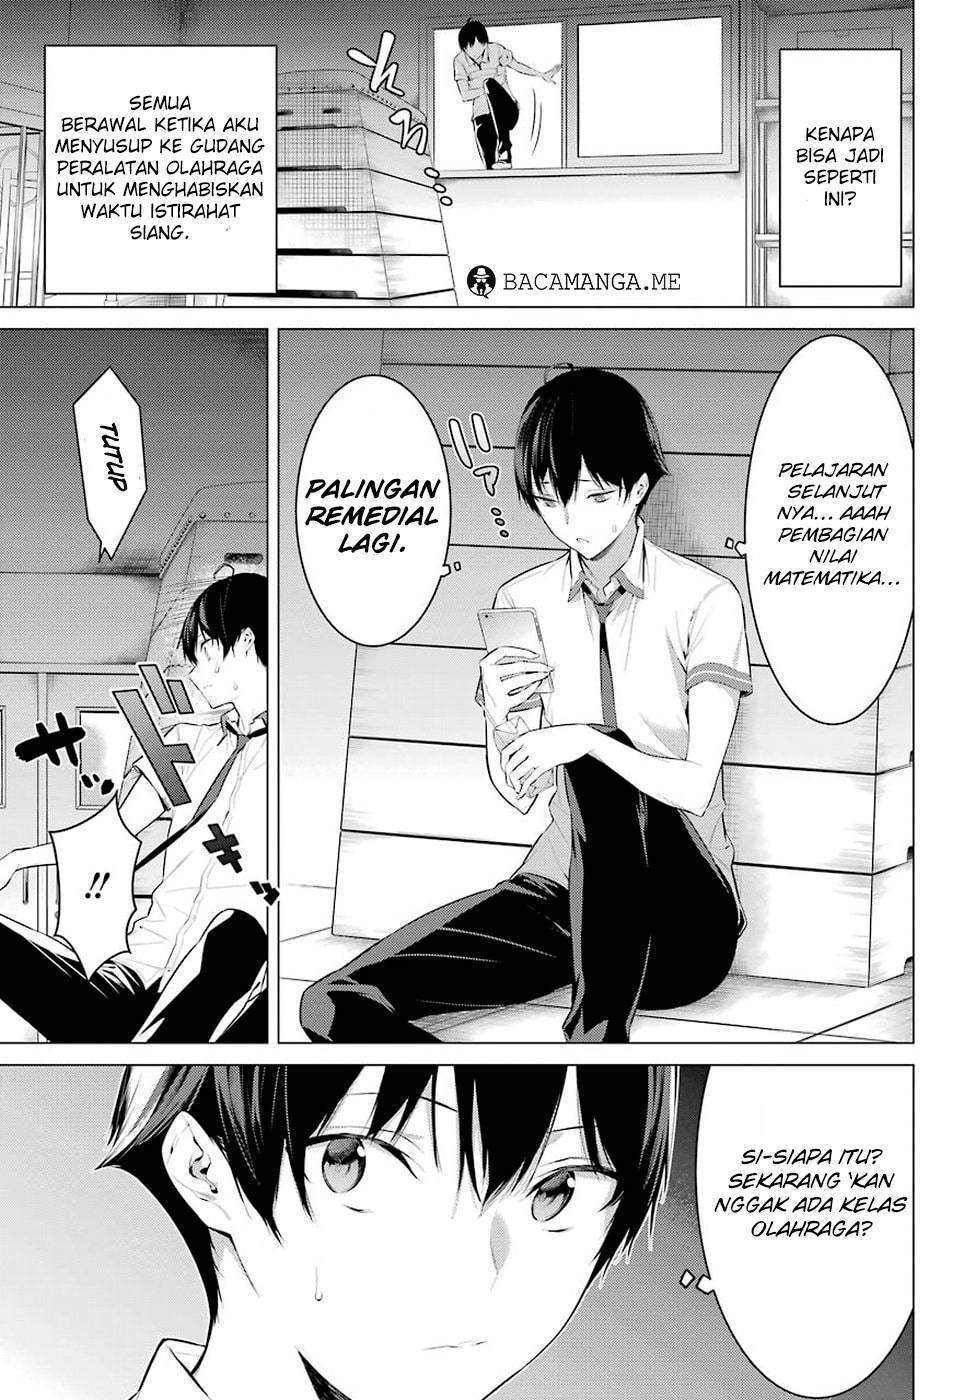 KENAPA
BISA JADI
SEPERTI
INI?
SEMUA
BERAWAL KETIKA AKU
MENYUSUP KE GUDANG
PERALATAN OLAHRAGA
UNTUK MENGHABISKAN
WAKTU ISTIRAHAT
SIANG.
BACAMANGA.ME
PELAJARAN
SELANJUT
NYA... AAAH
PEMBAGIAN
NILAI
MATEMATIKA...
PALINGAN
REMEDIAL
LAGI.
TUTUP
!!
SI-SIAPA ITU?
SEKARANG 'KAN
NGGAK ADA KELAS
OLAHRAGA?